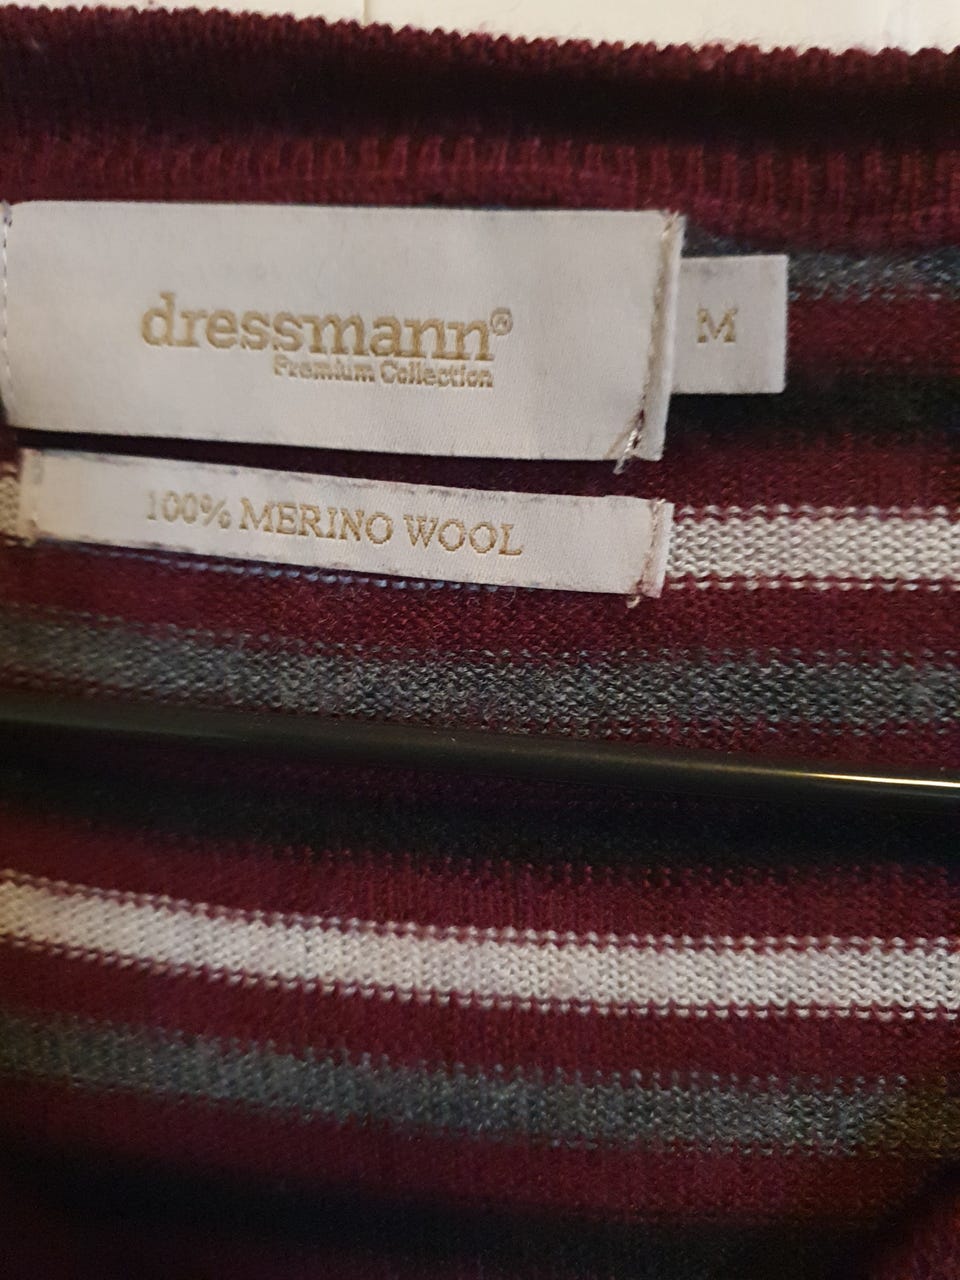 dressmann®
Premium Collection
M
100% MERINO WOOL